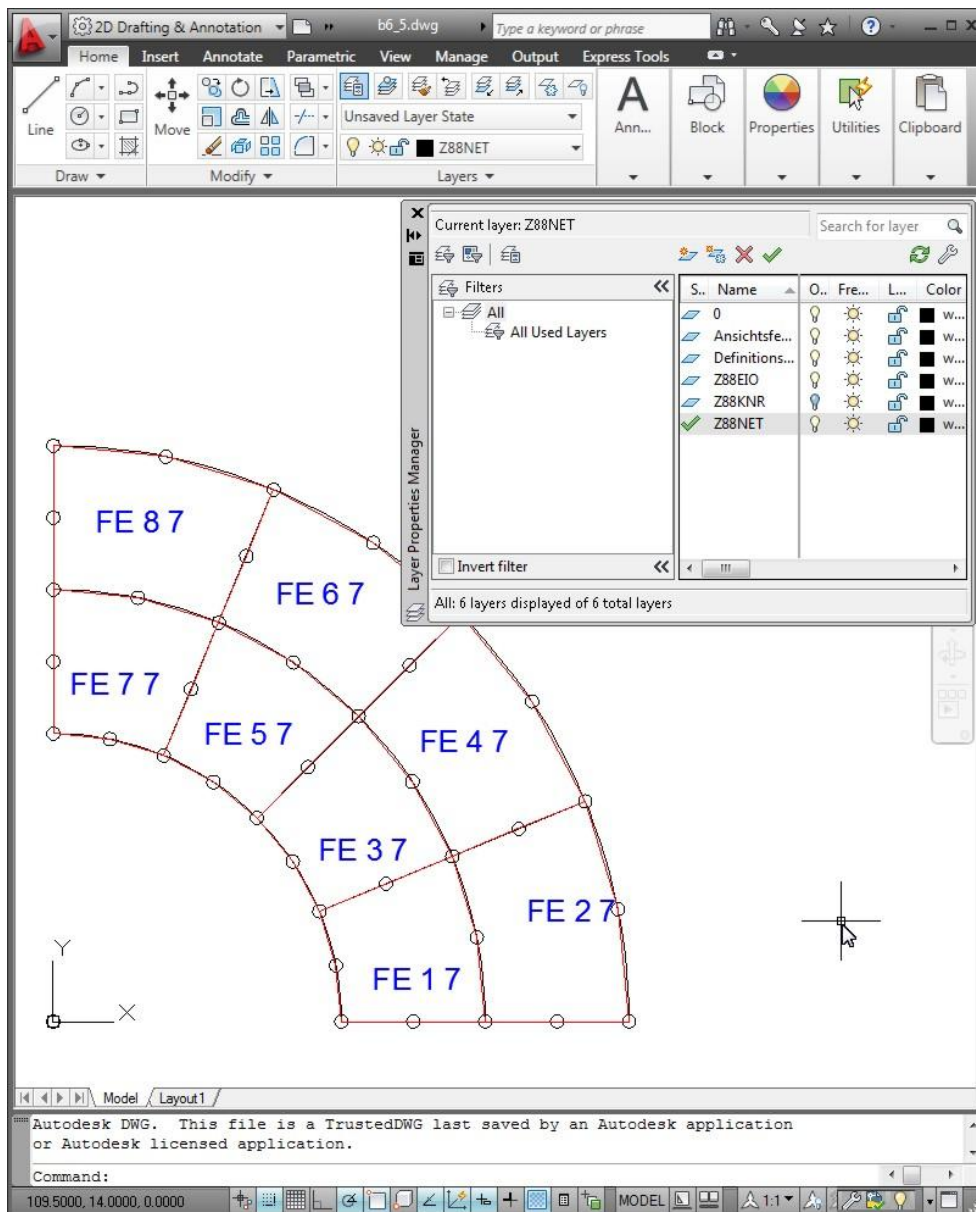 2D Drafting & Annotation b6_5.dwg Type a keyword or phrase
Home Insert Annotate Parametric View Manage Output Express Tools
Line Move Unsaved Layer State Ann... Block Properties Utilities Clipboard
Z88NET
Draw Modify Layers
Current layer: Z88NET Search for layer
Filters
All
All Used Layers
S.. Name O.. Fre... L... Color
0 w...
Ansichtsfe... w...
Definitions... w...
Z88EIO w...
Z88KNR w...
Z88NET w...
Invert filter
All: 6 layers displayed of 6 total layers
Layer Properties Manager
FE 8 7
FE 6 7
FE 7 7
FE 5 7
FE 4 7
FE 3 7
FE 2 7
FE 1 7
Y
X
Model Layout1
Autodesk DWG. This file is a TrustedDWG last saved by an Autodesk application
or Autodesk licensed application.
Command:
109.5000, 14.0000, 0.0000 MODEL 1:1